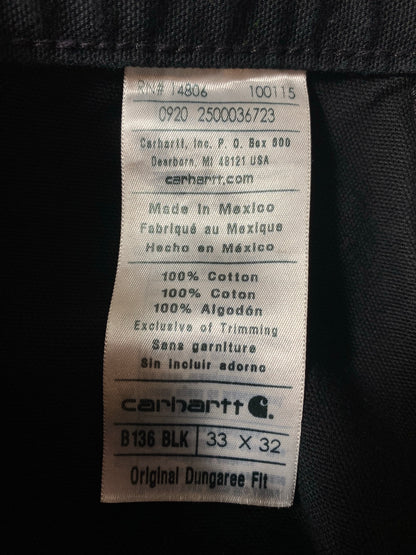 RN# 14806 100115
0920 2500036723
Carhartt, Inc. P. O. Box 600
Dearborn, MI 48121 USA
carhartt.com
Made in Mexico
Fabriqué au Mexique
Hecho en México
100% Cotton
100% Coton
100% Algodón
Exclusive of Trimming
Sans garniture
Sin incluir adorno
carhartt
B136 BLK 33 X 32
Original Dungaree Fit